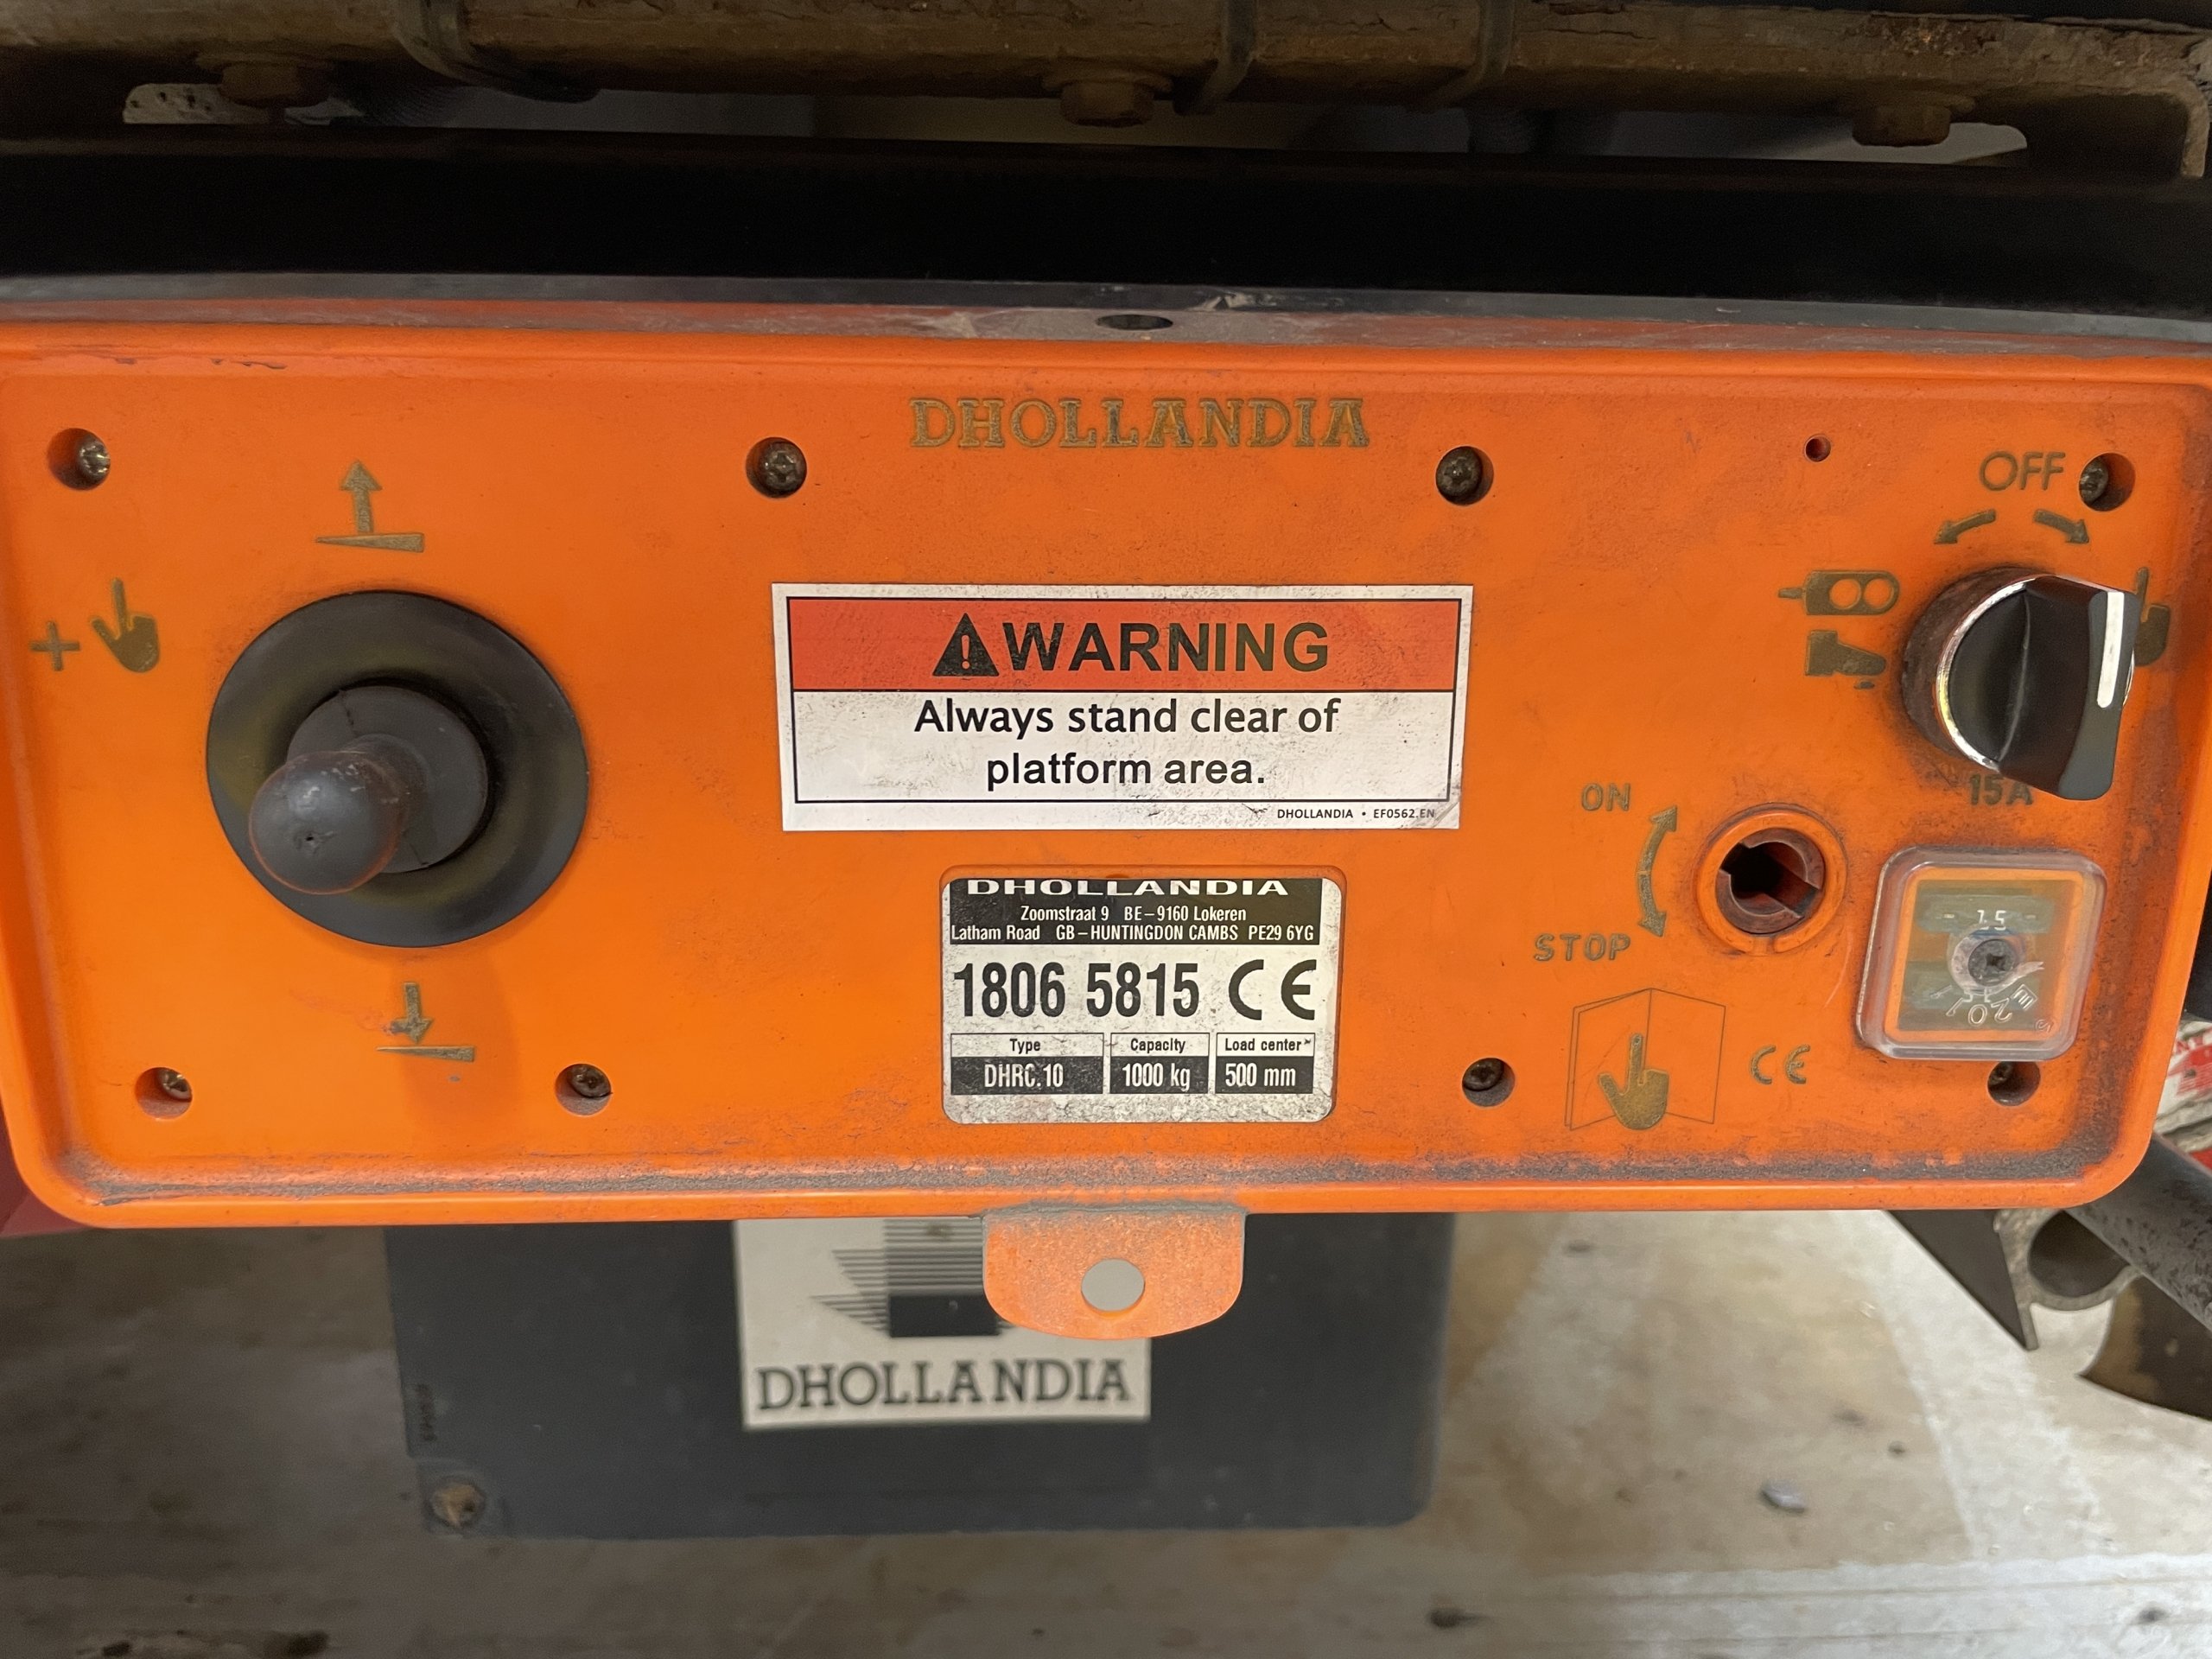 DHOLLANDIA
OFF
WARNING
Always stand clear of
platform area.
DHOLLANDIA • EF0562.EN
ON
15A
STOP
15
DHOLLANDIA
Zoomstraat 9 BE-9160 Lokeren
Latham Road GB-HUNTINGDON CAMBS PE29 6YG
1806 5815 CE
Type Capacity Load center
DHRC.10 1000 kg 500 mm
CE
DHOLLANDIA